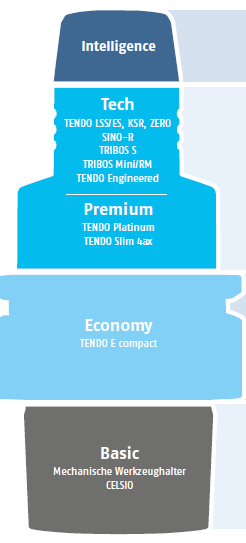 Intelligence
Tech
TENDO LSS/ES, KSR, ZERO
SINO–R
TRIBOS S
TRIBOS Mini/RM
TENDO Engineered
Premium
TENDO Platinum
TENDO Slim 4ax
Economy
TENDO E compact
Basic
Mechanische Werkzeughalter
CELSIO